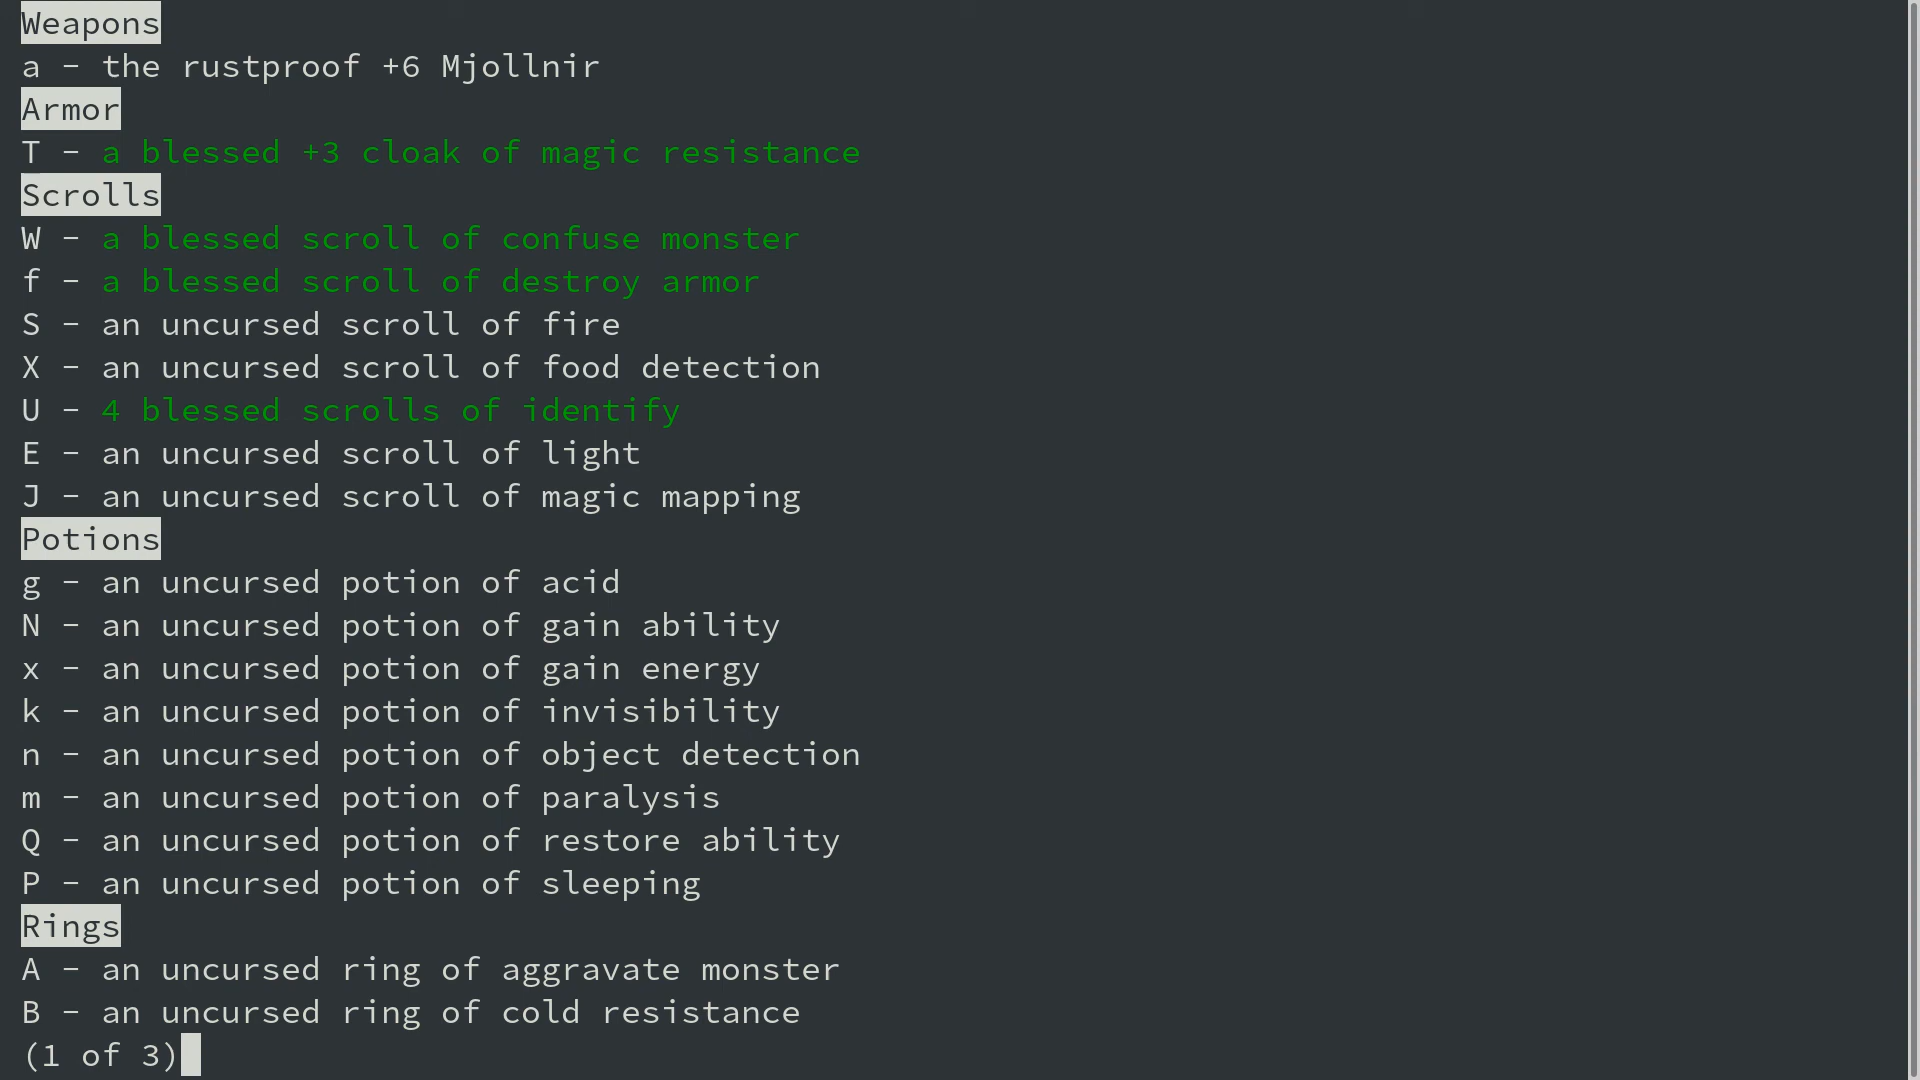 Weapons
a - the rustproof +6 Mjollnir
Armor
T - a blessed +3 cloak of magic resistance
Scrolls
W - a blessed scroll of confuse monster
f - a blessed scroll of destroy armor
S - an uncursed scroll of fire
X - an uncursed scroll of food detection
U - 4 blessed scrolls of identify
E - an uncursed scroll of light
J - an uncursed scroll of magic mapping
Potions
g - an uncursed potion of acid
N - an uncursed potion of gain ability
x - an uncursed potion of gain energy
k - an uncursed potion of invisibility
n - an uncursed potion of object detection
m - an uncursed potion of paralysis
Q - an uncursed potion of restore ability
P - an uncursed potion of sleeping
Rings
A - an uncursed ring of aggravate monster
B - an uncursed ring of cold resistance
(1 of 3)